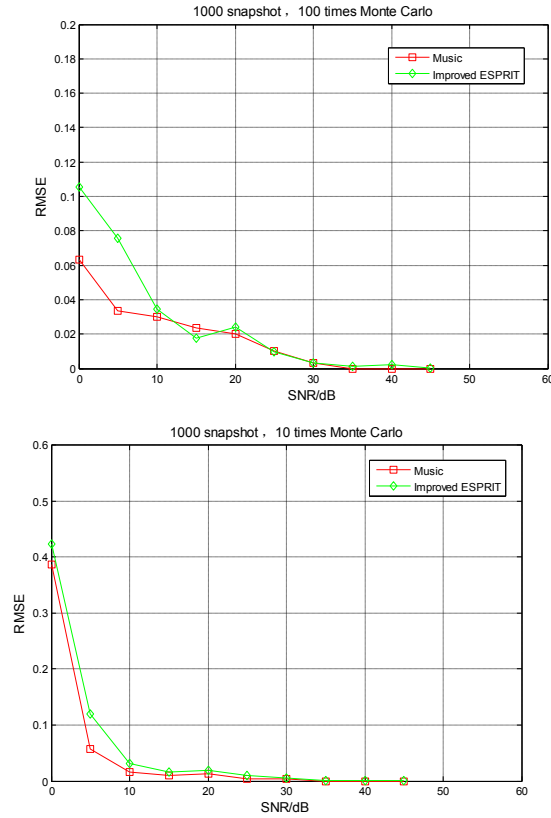 1000 snapshot， 100 times Monte Carlo
0.2
0.18
0.16
0.14
0.12
0.1
0.08
0.06
0.04
0.02
0
RMSE
Music
Improved ESPRIT
0 10 20 30 40 50 60
SNR/dB
1000 snapshot， 10 times Monte Carlo
0.6
0.5
0.4
0.3
0.2
0.1
0
RMSE
Music
Improved ESPRIT
0 10 20 30 40 50 60
SNR/dB